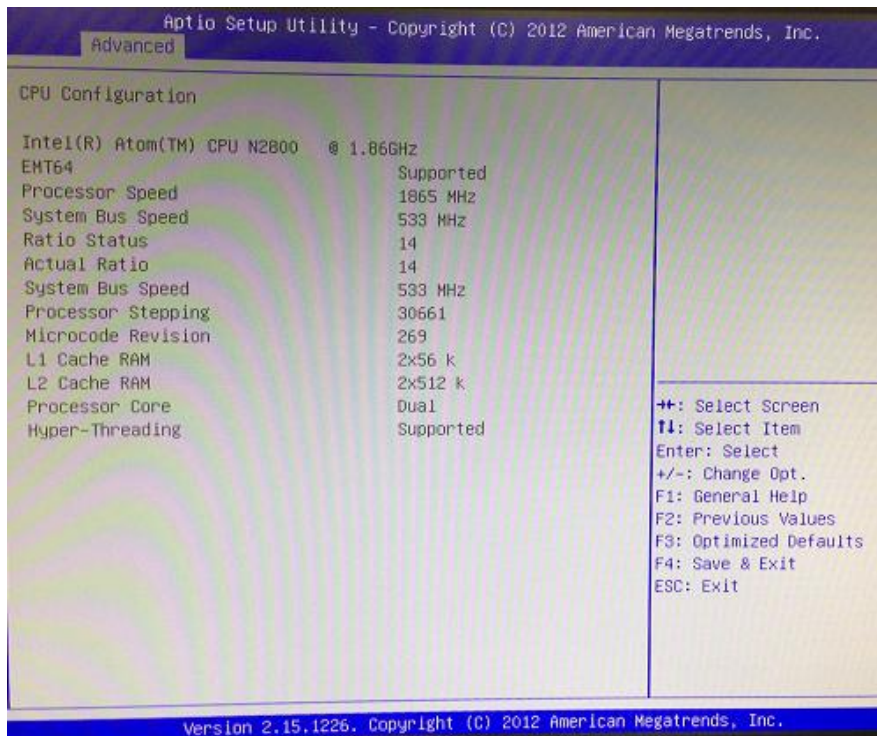 Aptio Setup Utility - Copyright (C) 2012 American Megatrends, Inc.
Advanced
CPU Configuration
Intel(R) Atom(TM) CPU N2800 @ 1.86GHz
EMT64 Supported
Processor Speed 1865 MHz
System Bus Speed 533 MHz
Ratio Status 14
Actual Ratio 14
System Bus Speed 533 MHz
Processor Stepping 30661
Microcode Revision 269
L1 Cache RAM 2x56 k
L2 Cache RAM 2x512 k
Processor Core Dual
Hyper-Threading Supported
→←: Select Screen
↑↓: Select Item
Enter: Select
+/-: Change Opt.
F1: General Help
F2: Previous Values
F3: Optimized Defaults
F4: Save & Exit
ESC: Exit
Version 2.15.1226. Copyright (C) 2012 American Megatrends, Inc.